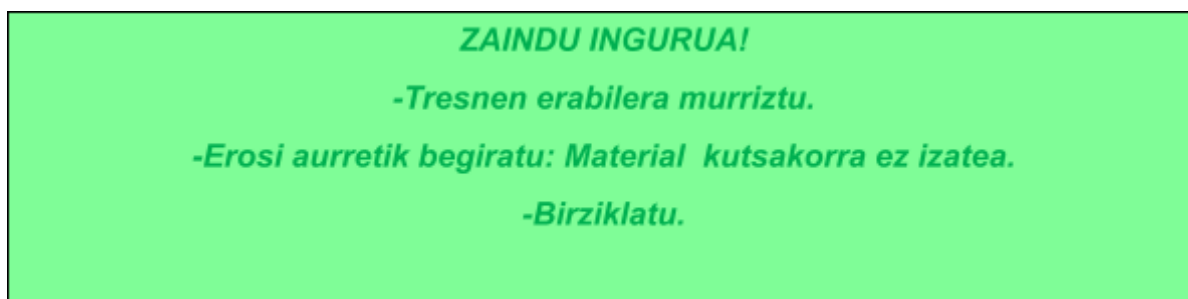 ZAINDU INGURUA!
-Tresnen erabilera murriztu.
-Erosi aurretik begiratu: Material  kutsakorra ez izatea.
-Birziklatu.